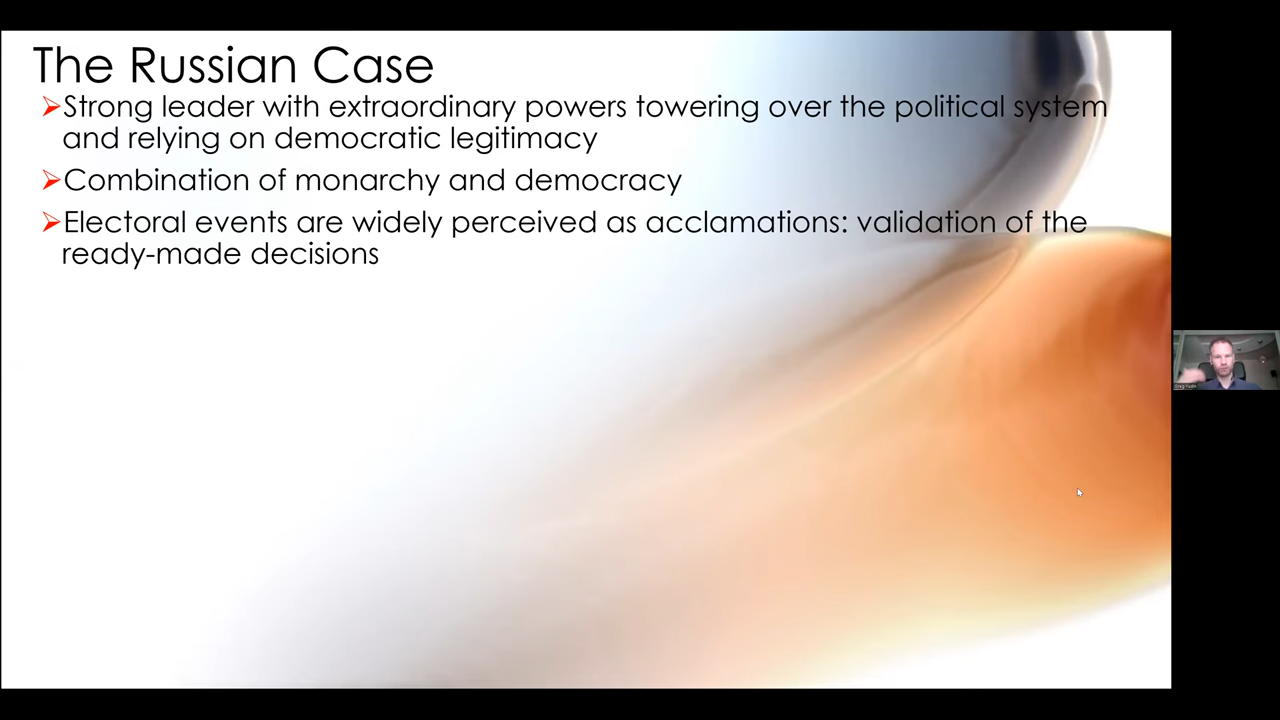 The Russian Case
➢Strong leader with extraordinary powers towering over the political system
and relying on democratic legitimacy
➢Combination of monarchy and democracy
➢Electoral events are widely perceived as acclamations: validation of the
ready-made decisions